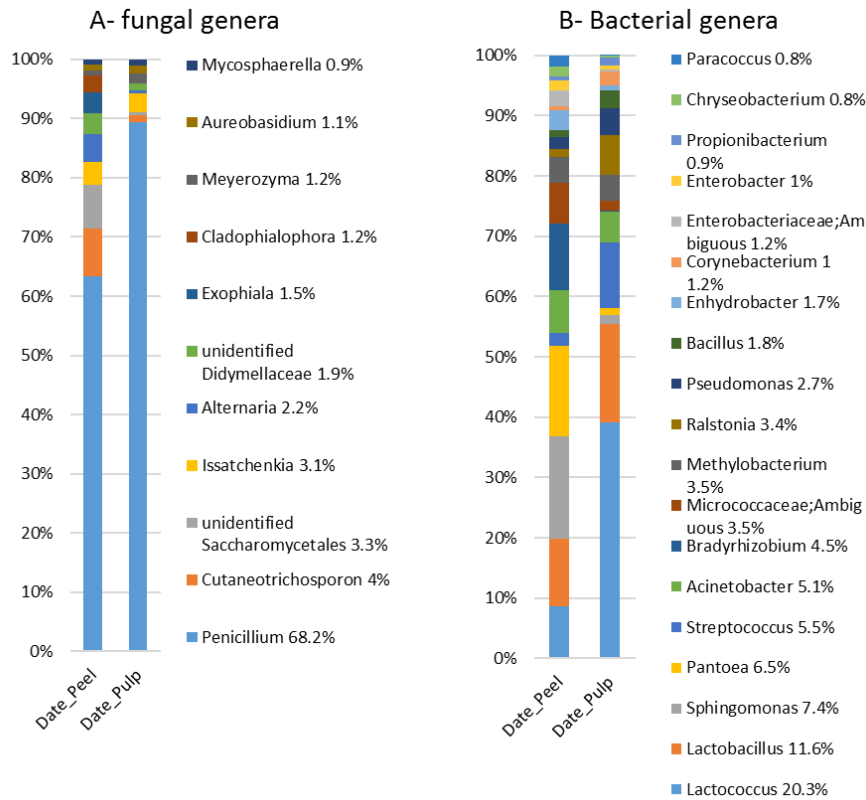 A- fungal genera
100%
90%
80%
70%
60%
50%
40%
30%
20%
10%
0%
Date_Peel
Date_Pulp
Mycosphaerella 0.9%
Aureobasidium 1.1%
Meyerozyma 1.2%
Cladophialophora 1.2%
Exophiala 1.5%
unidentified
Didymellaceae 1.9%
Alternaria 2.2%
Issatchenkia 3.1%
unidentified
Saccharomycetales 3.3%
Cutaneotrichosporon 4%
Penicillium 68.2%
B- Bacterial genera
100%
90%
80%
70%
60%
50%
40%
30%
20%
10%
0%
Date_Peel
Date_Pulp
Paracoccus 0.8%
Chryseobacterium 0.8%
Propionibacterium
0.9%
Enterobacter 1%
Enterobacteriaceae;Am
biguous 1.2%
Corynebacterium 1
1.2%
Enhydrobacter 1.7%
Bacillus 1.8%
Pseudomonas 2.7%
Ralstonia 3.4%
Methylobacterium
3.5%
Micrococcaceae;Ambig
uous 3.5%
Bradyrhizobium 4.5%
Acinetobacter 5.1%
Streptococcus 5.5%
Pantoea 6.5%
Sphingomonas 7.4%
Lactobacillus 11.6%
Lactococcus 20.3%